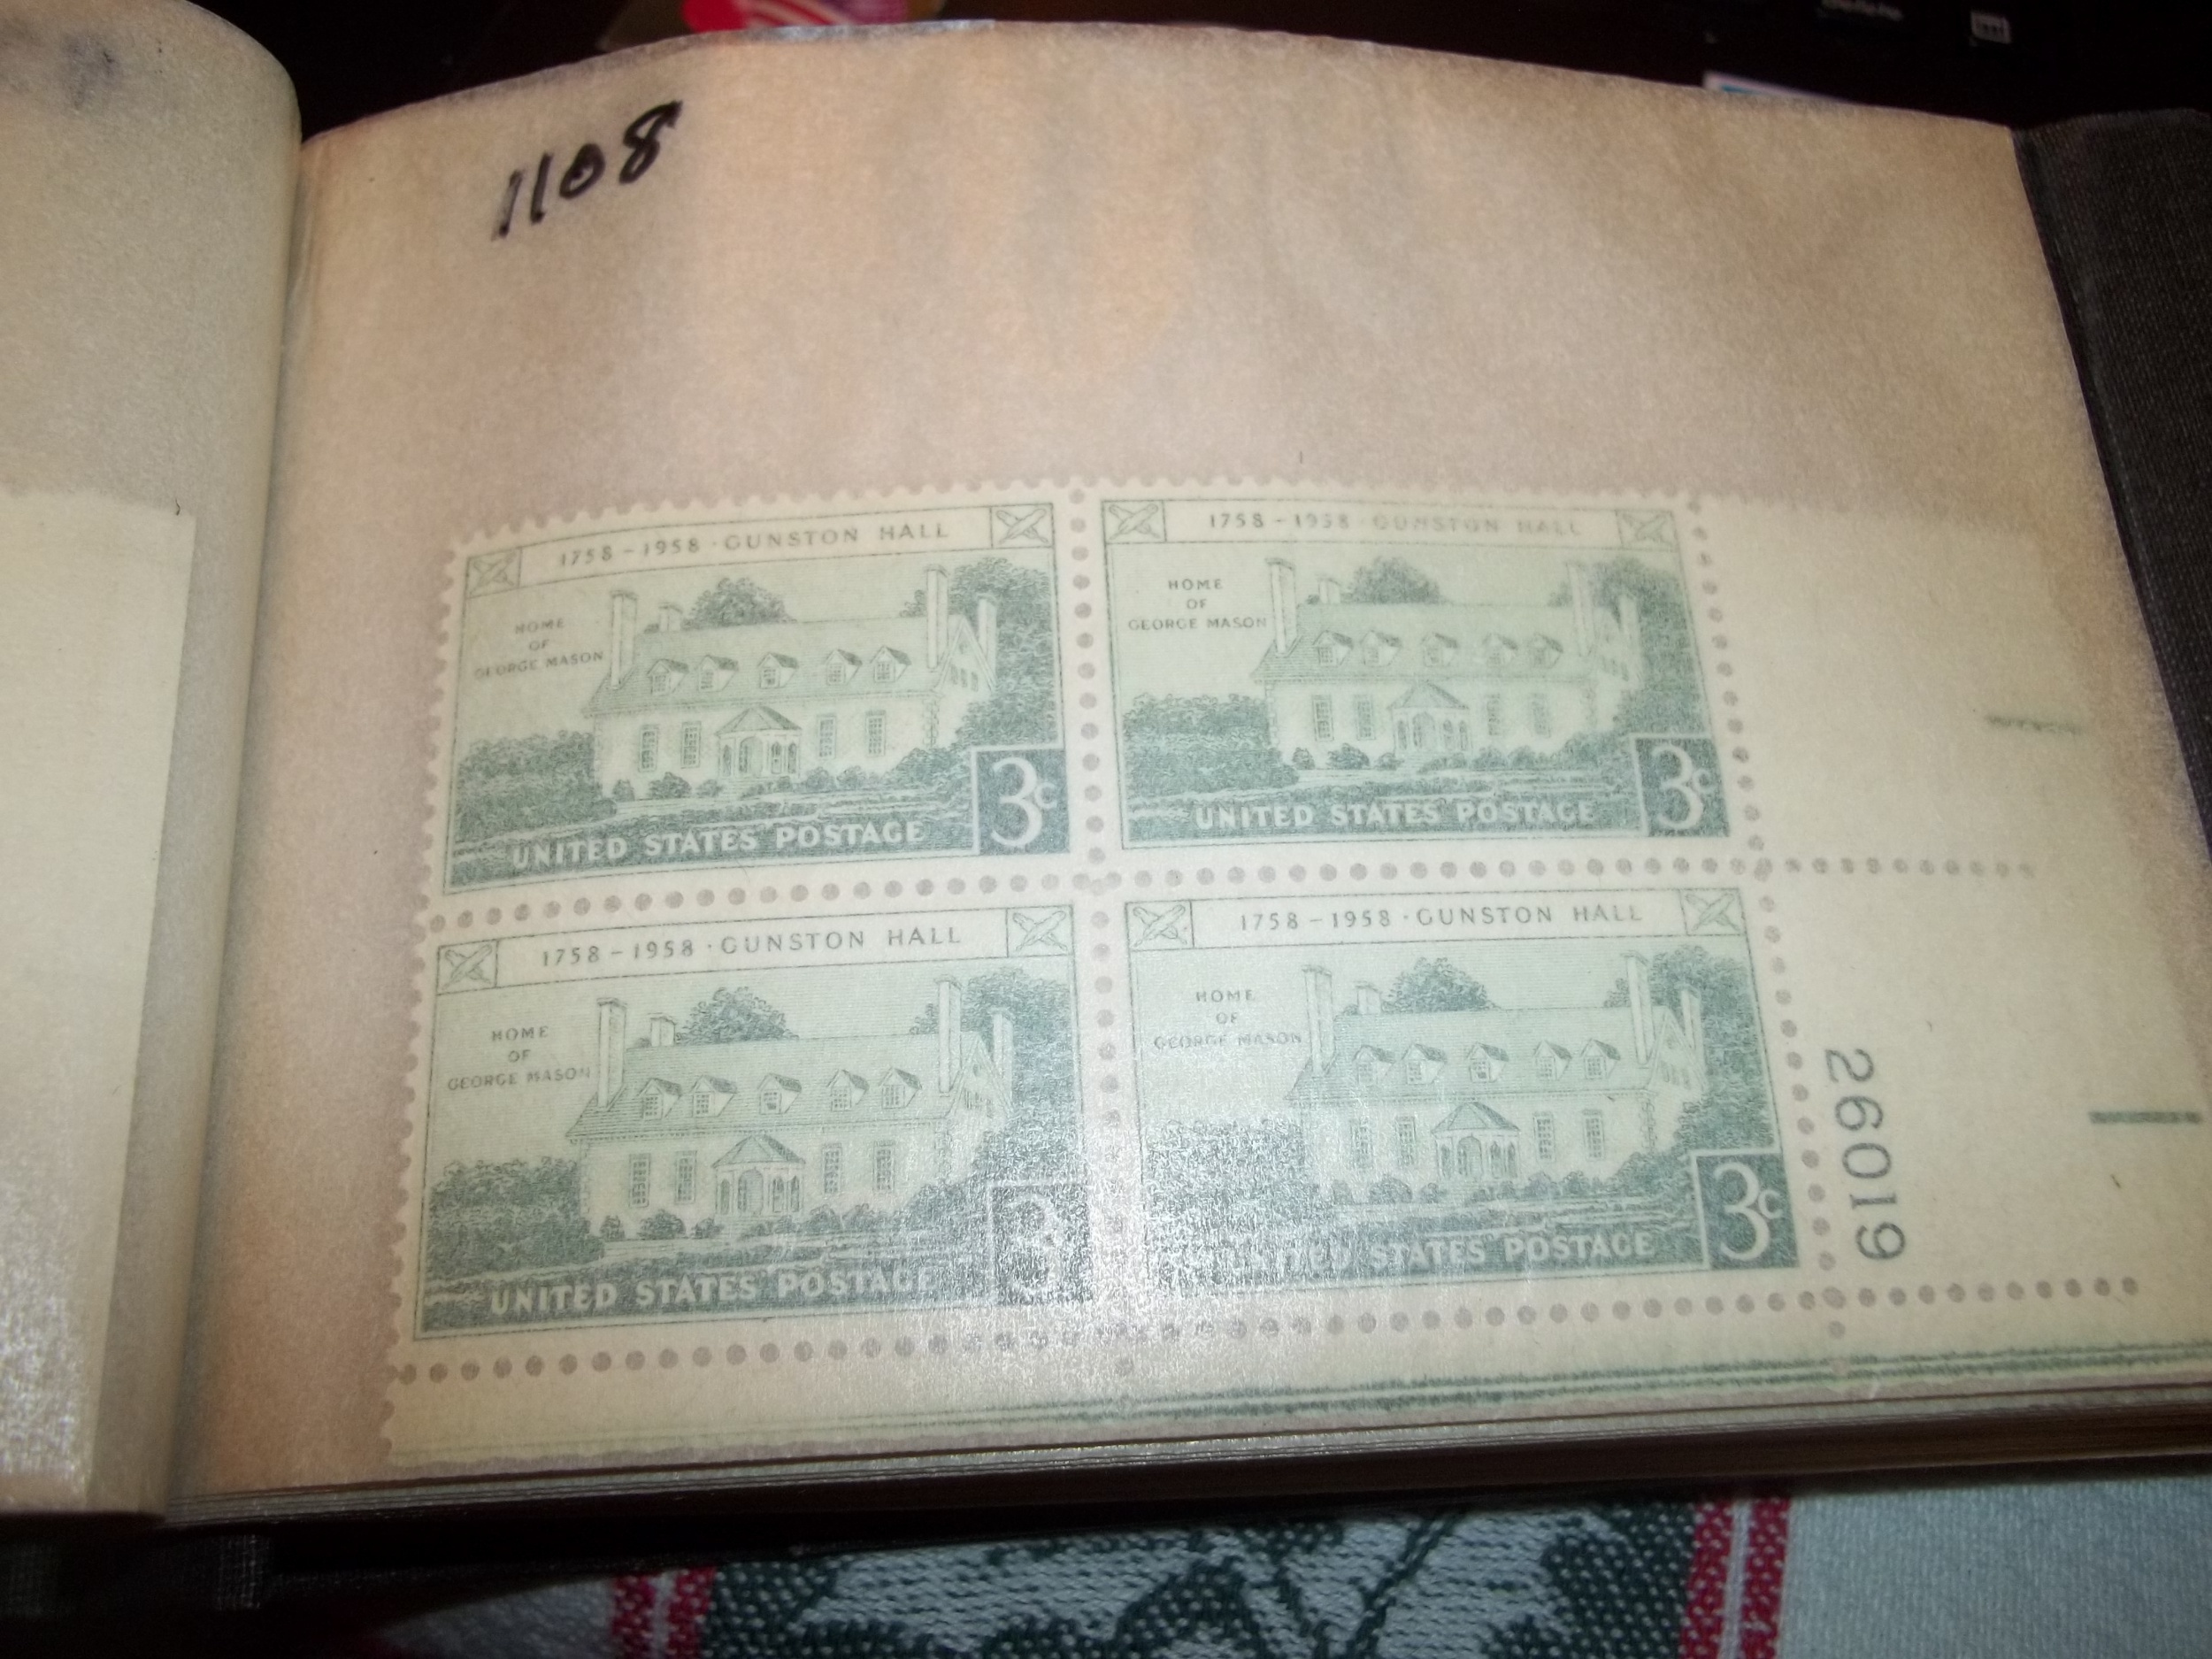 1108
1758-1958·GUNSTON HALL
HOME
OF
GEORGE MASON
3c
UNITED STATES POSTAGE
1758-1958·GUNSTON HALL
HOME
OF
GEORGE MASON
3c
UNITED STATES POSTAGE
1758-1958·GUNSTON HALL
HOME
OF
GEORGE MASON
3c
UNITED STATES POSTAGE
1758-1958·GUNSTON HALL
HOME
OF
GEORGE MASON
3c
UNITED STATES POSTAGE
26019